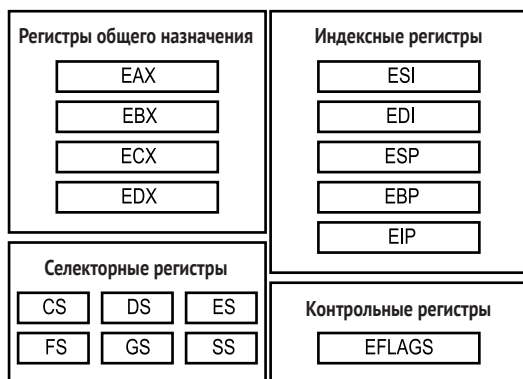 Регистры общего назначения
EAX
EBX
ECX
EDX
Индексные регистры
ESI
EDI
ESP
EBP
EIP
Селекторные регистры
CS DS ES
FS GS SS
Контрольные регистры
EFLAGS